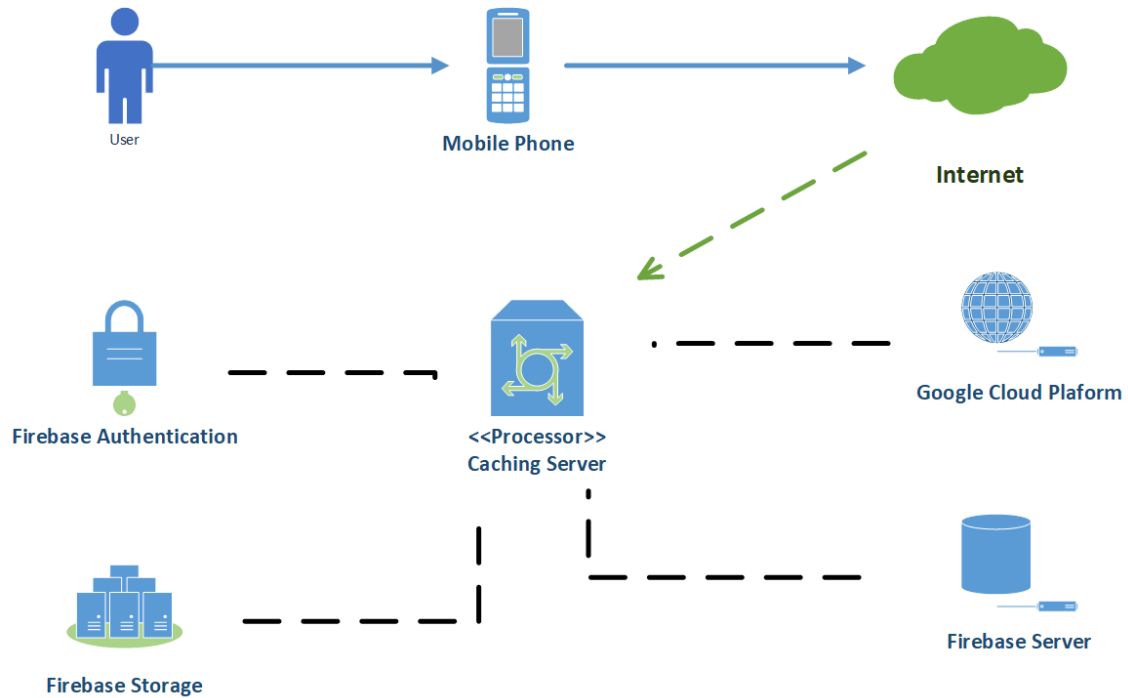 User
Mobile Phone
Internet
Google Cloud Plaform
Firebase Authentication
<<Processor>>
Caching Server
Firebase Server
Firebase Storage